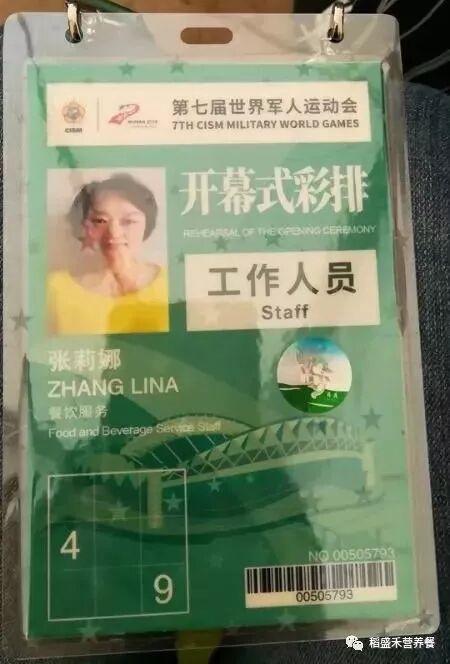 第七届世界军人运动会
7TH CISM MILITARY WORLD GAMES
CISM
开幕式彩排
REHEARSAL OF THE OPENING CEREMONY
工作人员
Staff
张莉娜
ZHANG LINA
餐饮服务
Food and Beverage Service Staff
4
9
NO 00505793
00505793
稻盛禾营养餐